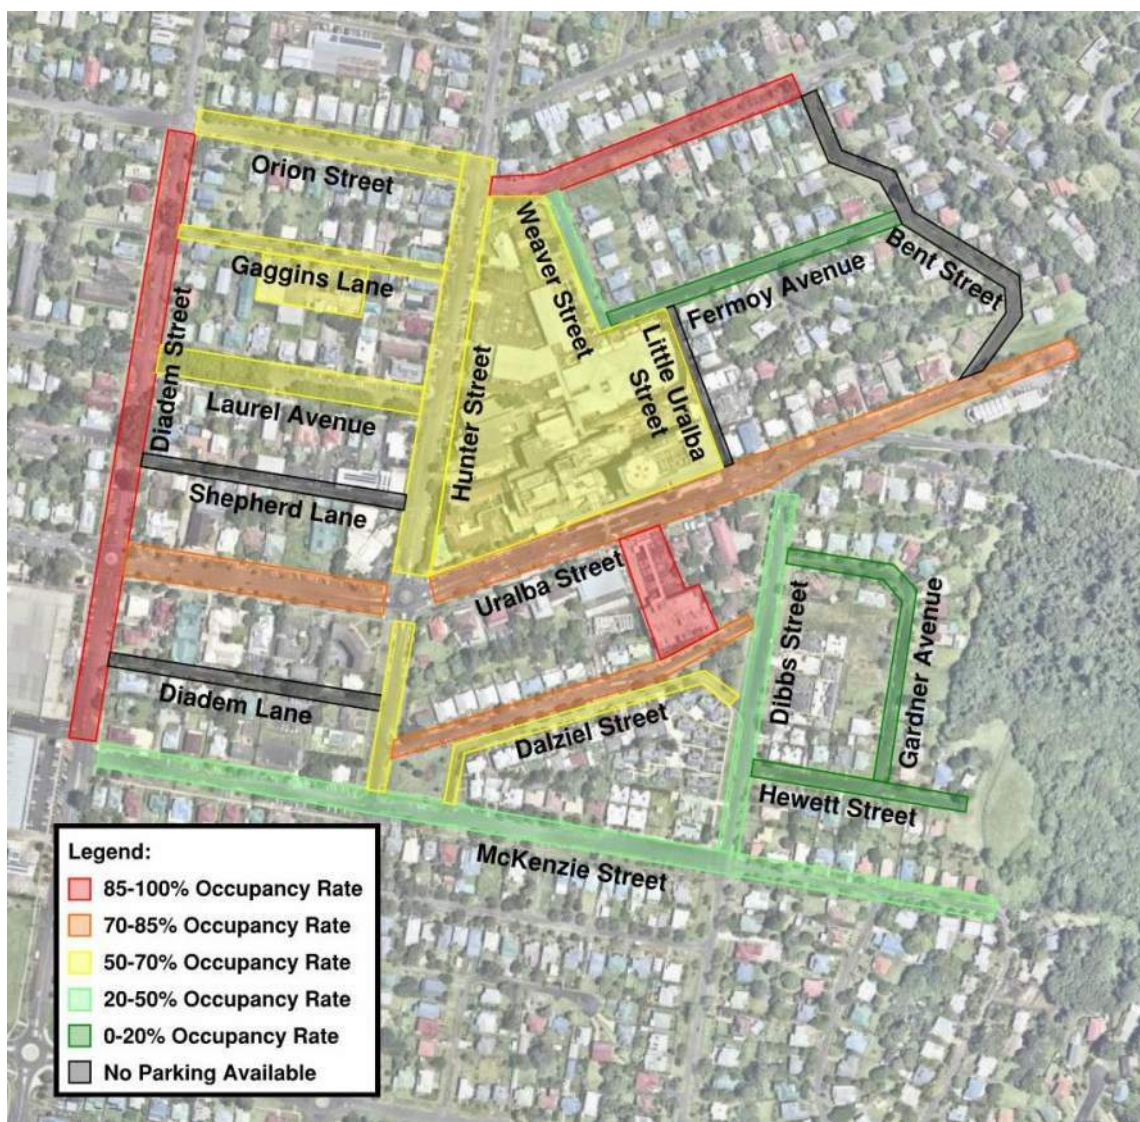 Orion Street
Weaver Street
Gaggins Lane
Fermoy Avenue
Bent Street
Diadem Street
Hunter Street
Little Uralba
Street
Laurel Avenue
Shepherd Lane
Uralba Street
Dibbs Street
Gardner Avenue
Diadem Lane
Dalziel Street
Hewett Street
McKenzie Street
Legend:
85-100% Occupancy Rate
70-85% Occupancy Rate
50-70% Occupancy Rate
20-50% Occupancy Rate
0-20% Occupancy Rate
No Parking Available